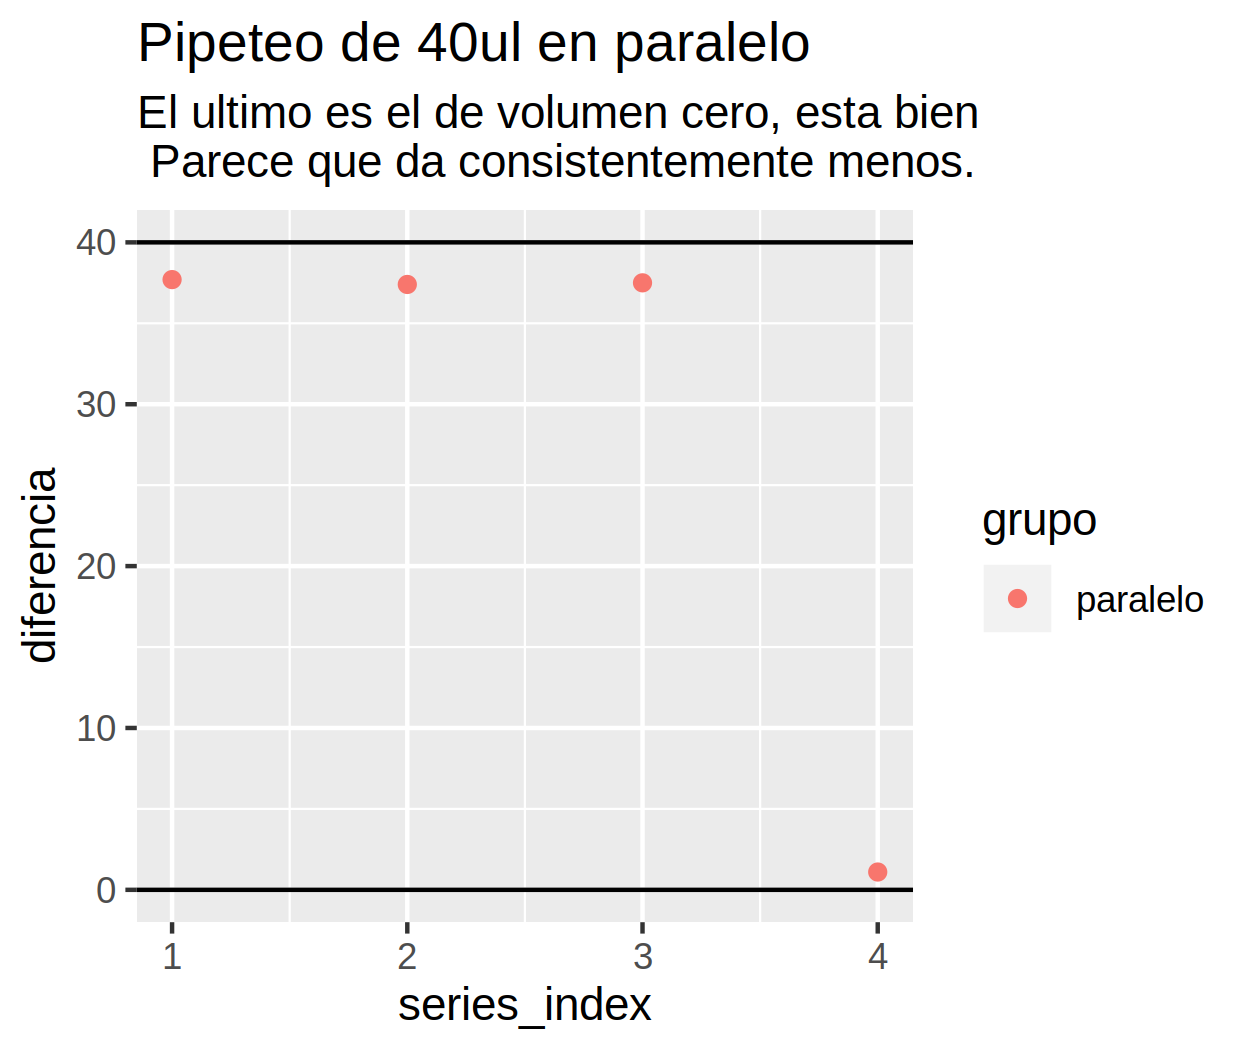 Pipeteo de 40ul en paralelo
El ultimo es el de volumen cero, esta bien
Parece que da consistentemente menos.
40
30
20
10
0
diferencia
1 2 3 4
series_index
grupo
paralelo